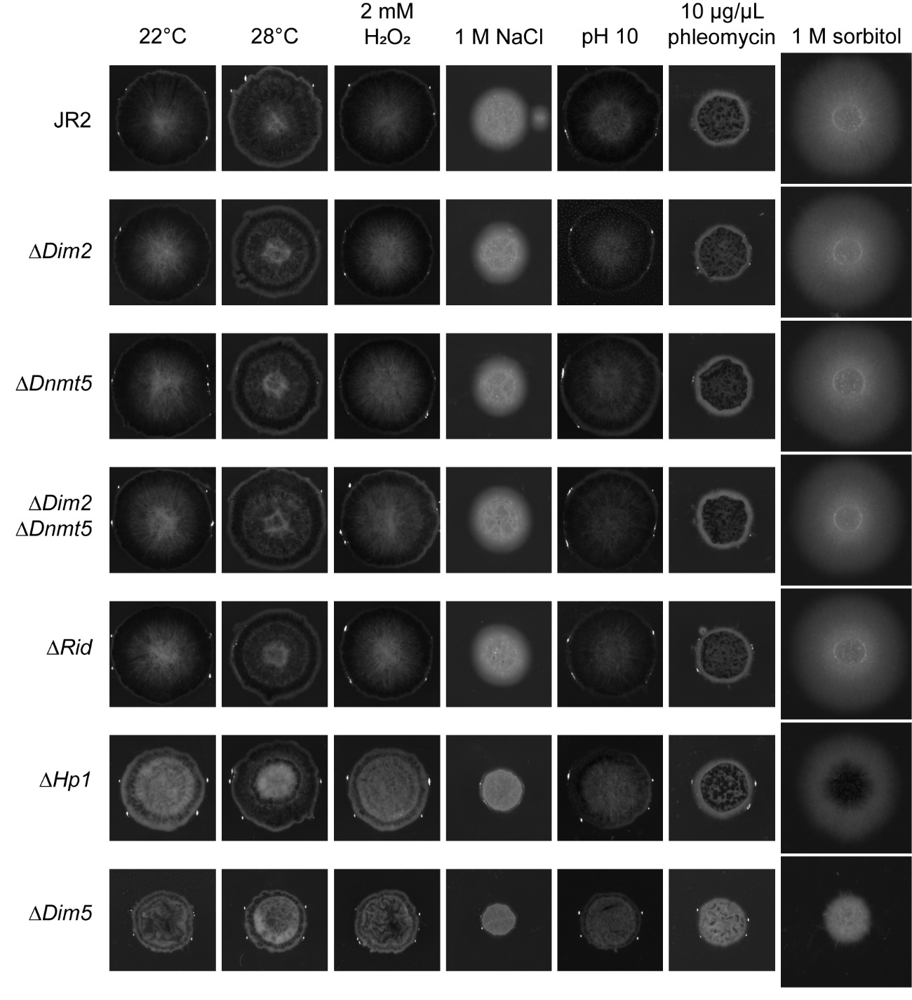 2 mM
10 µg/µL
22°C
28°C
H₂O₂
1 M NaCl
pH 10
phleomycin
1 M sorbitol
JR2
ΔDim2
ΔDnmt5
ΔDim2
ΔDnmt5
ΔRid
ΔHp1
ΔDim5